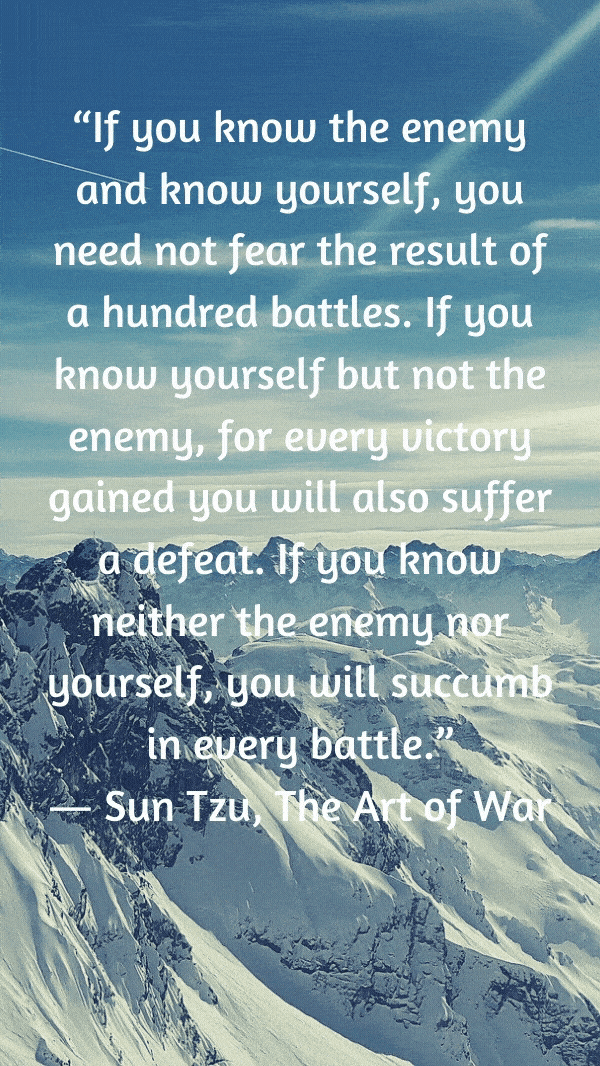 “If you know the enemy
and know yourself, you
need not fear the result of
a hundred battles. If you
know yourself but not the
enemy, for every victory
gained you will also suffer
a defeat. If you know
neither the enemy nor
yourself, you will succumb
in every battle.”
— Sun Tzu, The Art of War